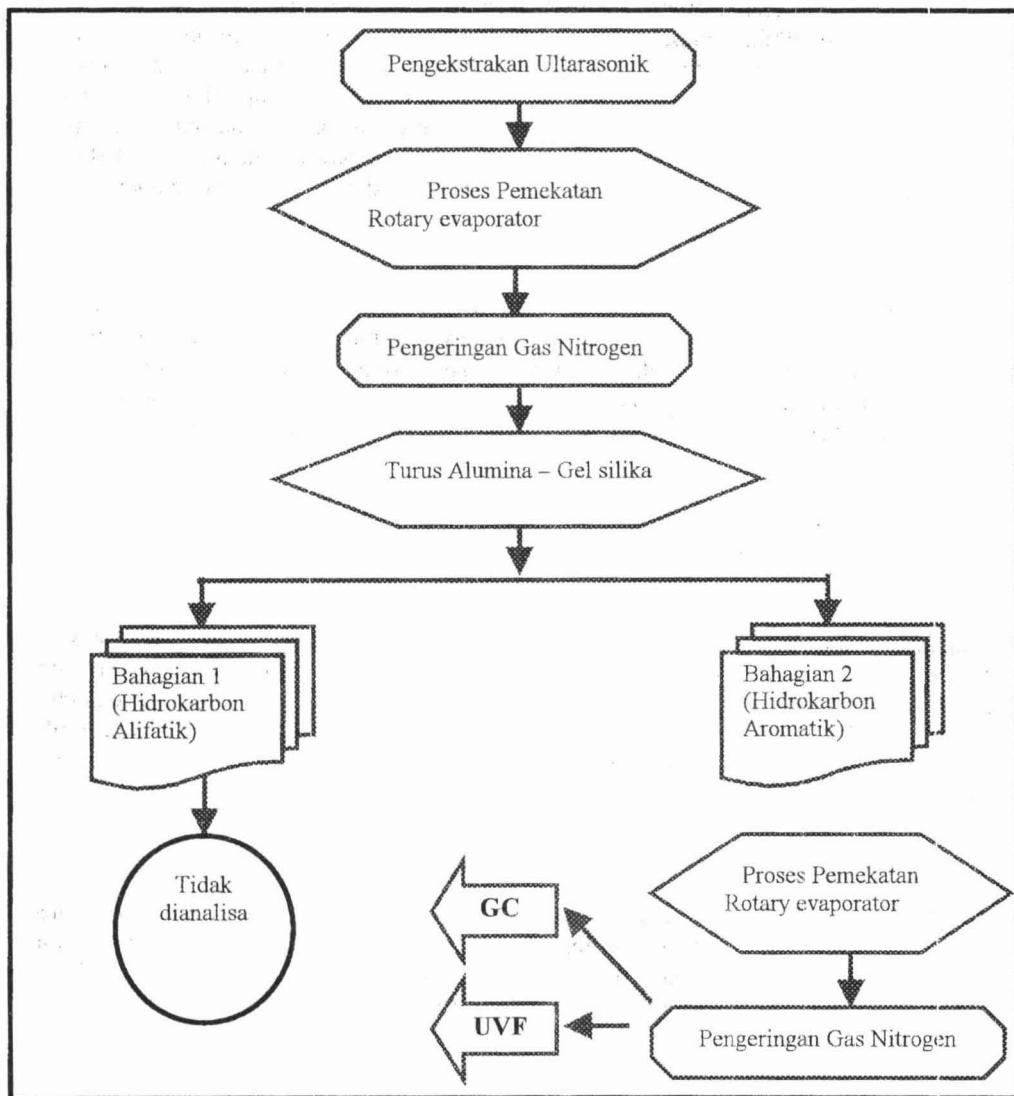 Pengekstrakan Ultarasonik
Proses Pemekatan
Rotary evaporator
Pengeringan Gas Nitrogen
Turus Alumina – Gel silika
Bahagian 1
(Hidrokarbon
Alifatik)
Bahagian 2
(Hidrokarbon
Aromatik)
Tidak
dianalisa
GC
Proses Pemekatan
Rotary evaporator
UVF
Pengeringan Gas Nitrogen